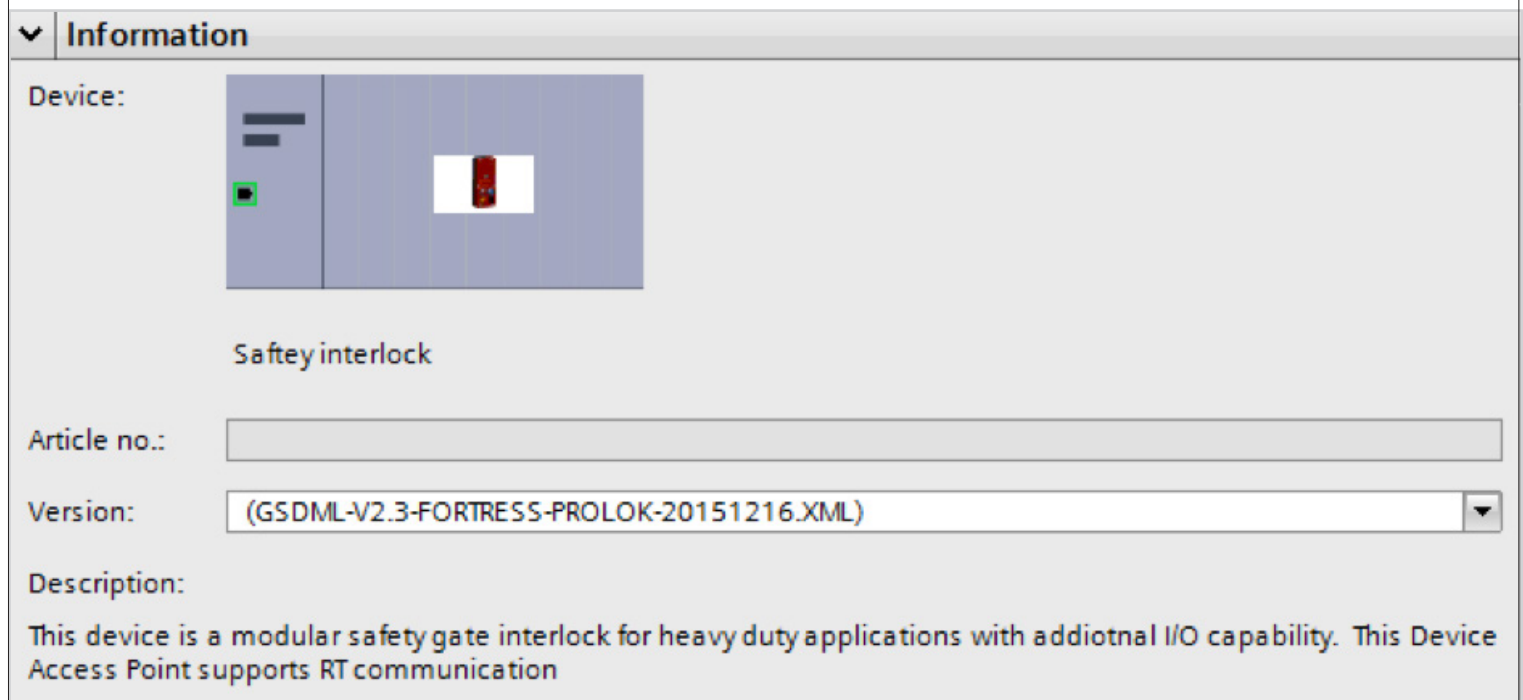 Information
Device:
Saftey interlock
Article no.:
Version: (GSDML-V2.3-FORTRESS-PROLOK-20151216.XML)
Description:
This device is a modular safety gate interlock for heavy duty applications with addiotnal I/O capability. This Device
Access Point supports RT communication